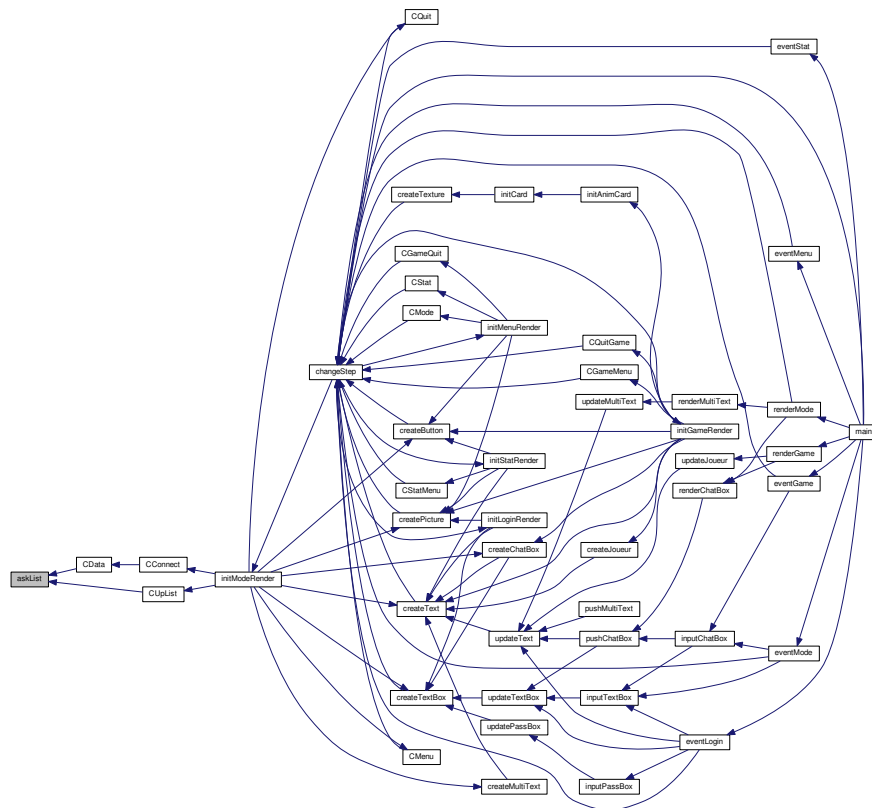 CQuit
eventStat
createTexture
initCard
initAnimCard
eventMenu
CGameQuit
CStat
CMode
initMenuRender
CQuitGame
changeStep
CGameMenu
updateMultiText
renderMultiText
renderMode
createButton
initGameRender
main
initStatRender
updateJoueur
renderGame
CStatMenu
renderChatBox
eventGame
createPicture
initLoginRender
createChatBox
createJoueur
CData
CConnect
askList
initModeRender
CUpList
createText
pushMultiText
updateText
pushChatBox
inputChatBox
eventMode
createTextBox
updateTextBox
inputTextBox
updatePassBox
eventLogin
CMenu
createMultiText
inputPassBox